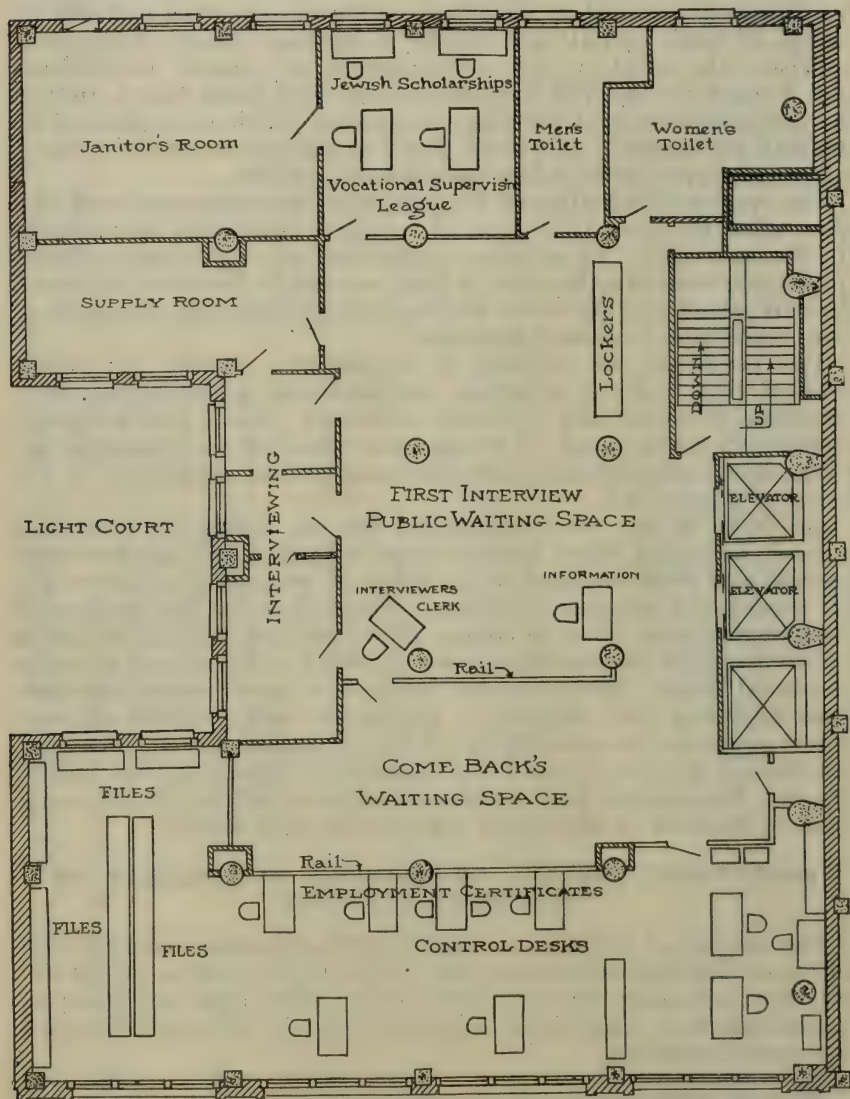 Jewish Scholarships
Janitor's Room
Men's
Toilet
Women's
Toilet
Vocational Supervis'n
League
SUPPLY ROOM
Lockers
DOWN
UP
LIGHT COURT
INTERVIEWING
FIRST INTERVIEW
PUBLIC WAITING SPACE
ELEVATOR
ELEVATOR
INTERVIEWERS
CLERK
INFORMATION
Rail
COME BACK'S
WAITING SPACE
FILES
Rail
EMPLOYMENT CERTIFICATES
FILES
FILES
CONTROL DESKS